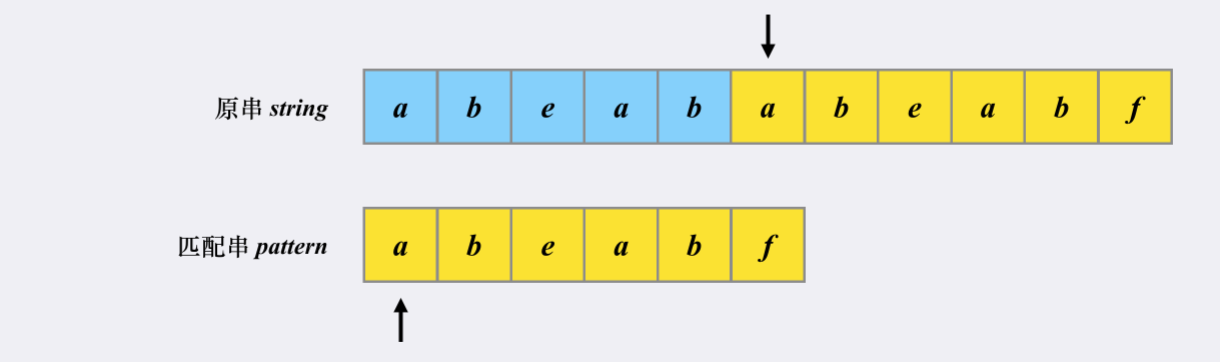 原串 string a b e a b a b e a b f
匹配串 pattern a b e a b f